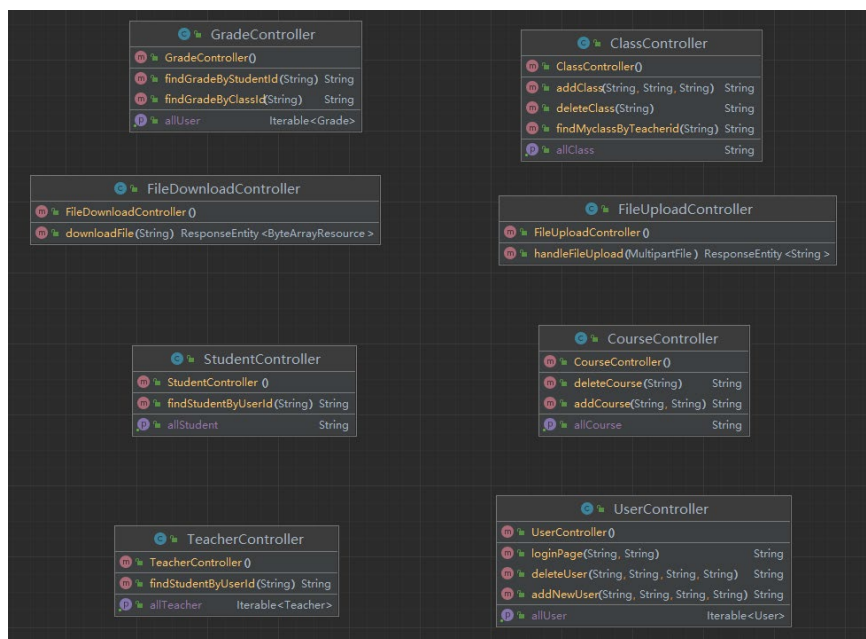 GradeController
GradeController()
findGradeByStudentId(String) String
findGradeByClassId(String) String
allUser Iterable<Grade>
ClassController
ClassController()
addClass(String, String, String) String
deleteClass(String) String
findMyclassByTeacherid(String) String
allClass String
FileDownloadController
FileDownloadController()
downloadFile(String) ResponseEntity<ByteArrayResource>
FileUploadController
FileUploadController()
handleFileUpload(MultipartFile) ResponseEntity<String>
StudentController
StudentController()
findStudentByUserId(String) String
allStudent String
CourseController
CourseController()
deleteCourse(String) String
addCourse(String, String) String
allCourse String
TeacherController
TeacherController()
findStudentByUserId(String) String
allTeacher Iterable<Teacher>
UserController
UserController()
loginPage(String, String) String
deleteUser(String, String, String, String) String
addNewUser(String, String, String, String) String
allUser Iterable<User>